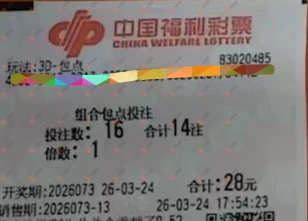 中国福利彩票
CHINA WELFARE LOTTERY
玩法:3D-包点 83020485
组合包点投注
投注数: 16 合计14注
倍数: 1
开奖期:2026073 26-03-24 合计:28元
销售期:2026073-13 26-03-24 17:54:23